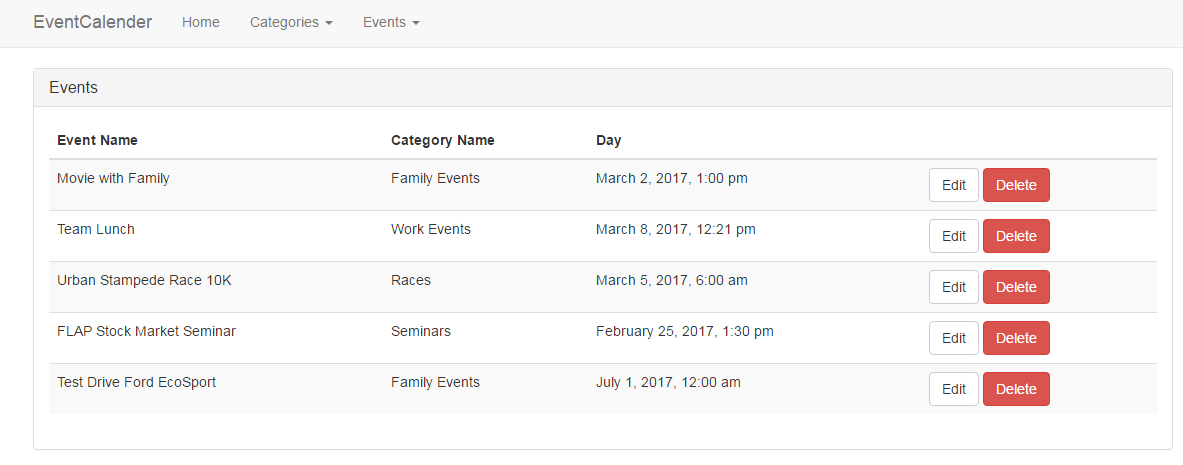 EventCalender Home Categories Events
Events
Event Name Category Name Day
Movie with Family Family Events March 2, 2017, 1:00 pm Edit Delete
Team Lunch Work Events March 8, 2017, 12:21 pm Edit Delete
Urban Stampede Race 10K Races March 5, 2017, 6:00 am Edit Delete
FLAP Stock Market Seminar Seminars February 25, 2017, 1:30 pm Edit Delete
Test Drive Ford EcoSport Family Events July 1, 2017, 12:00 am Edit Delete